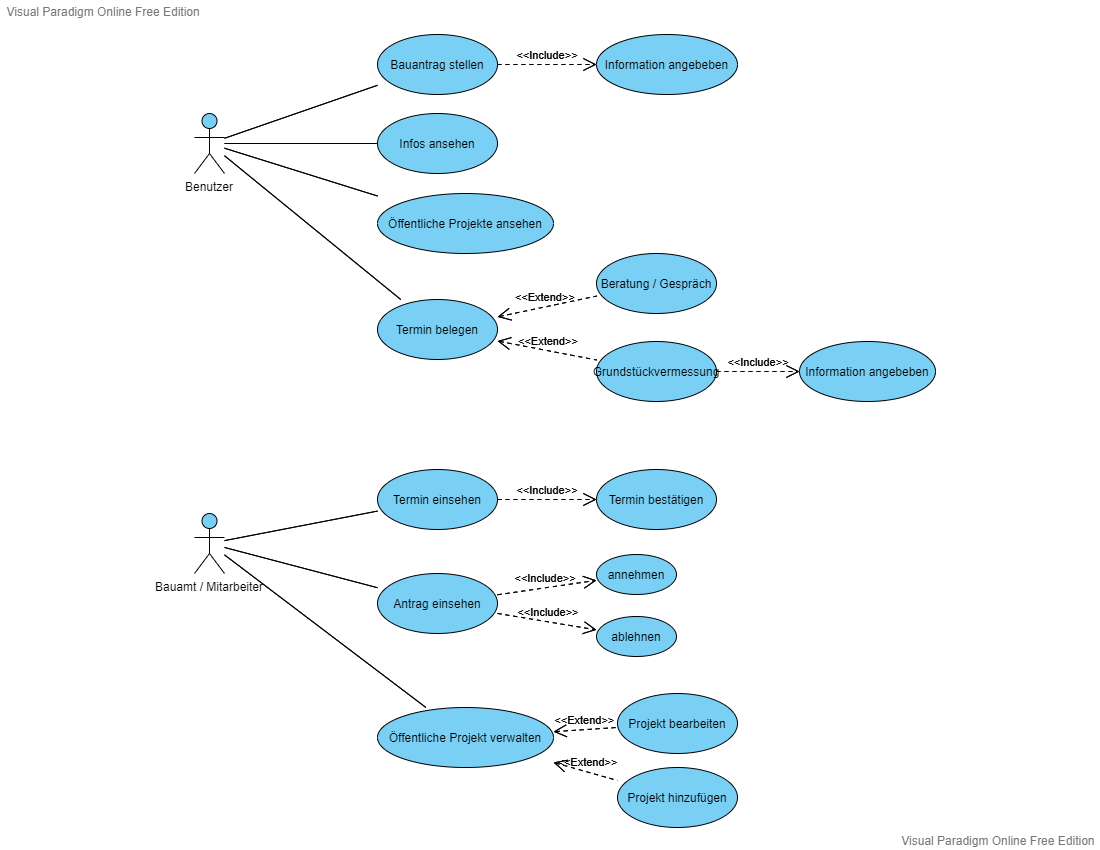 Visual Paradigm Online Free Edition
Bauantrag stellen
<<Include>>
Information angebeben
Infos ansehen
Benutzer
Öffentliche Projekte ansehen
Beratung / Gespräch
<<Extend>>
Termin belegen
<<Extend>>
Grundstückvermessung
<<Include>>
Information angebeben
Termin einsehen
<<Include>>
Termin bestätigen
Bauamt / Mitarbeiter
Antrag einsehen
<<Include>>
annehmen
<<Include>>
ablehnen
Öffentliche Projekt verwalten
<<Extend>>
Projekt bearbeiten
<<Extend>>
Projekt hinzufügen
Visual Paradigm Online Free Edition